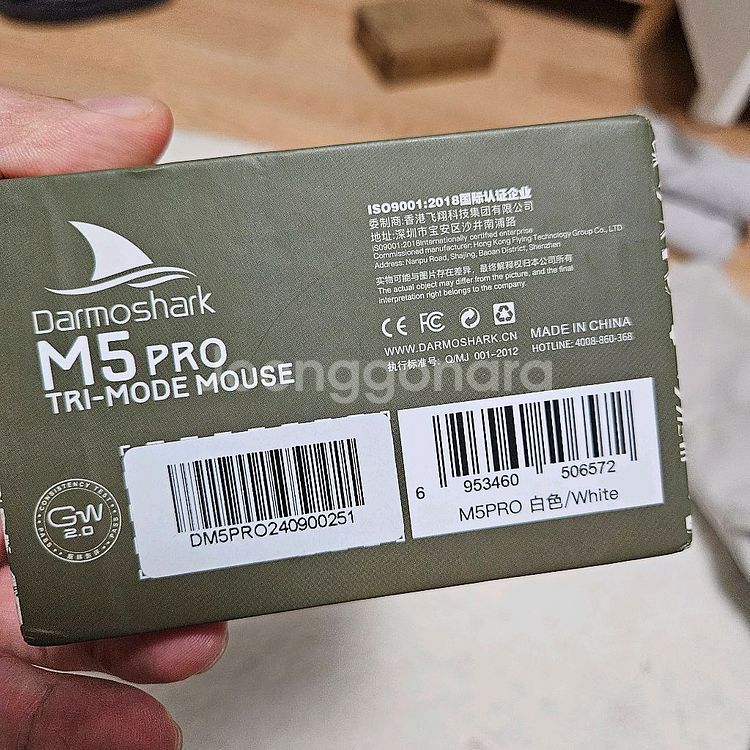 Darmoshark
M5 PRO
TRI-MODE MOUSE
ISO9001:2018国际认证企业
委制商:香港飞翔科技集团有限公司
地址:深圳市宝安区沙井南浦路
ISO9001:2018Internationally certified enterprise
Commissioned manufacturer: Hong Kong Flying Technology Group Co., LTD
Address: Nanpu Road, Shajing, Baoan District, Shenzhen
实物可能与图片存在差异,最终解释权归本公司所有
The actual object may differ from the picture, and the final
interpretation right belongs to the company.
CE FC
WWW.DARMOSHARK.CN
MADE IN CHINA
执行标准号: Q/MJ 001-2012
HOTLINE: 4008-860-368
loonggonara
CONSISTENCY TEST
GW
2.0
PASS
DM5PRO240900251
6 953460 506572
M5PRO 白色/White